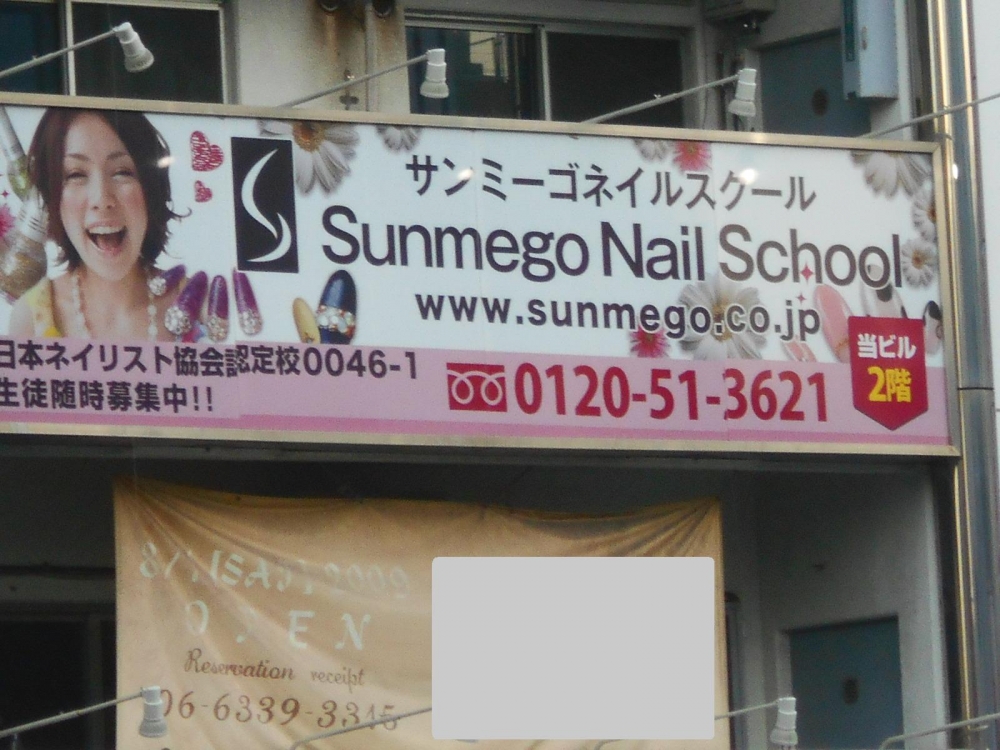 サンミーゴネイルスクール
Sunmego Nail School
www.sunmego.co.jp
日本ネイリスト協会認定校0046-1
生徒随時募集中!!
0120-51-3621
当ビル
2階
OPEN
Reservation receipt
06-6339-3315